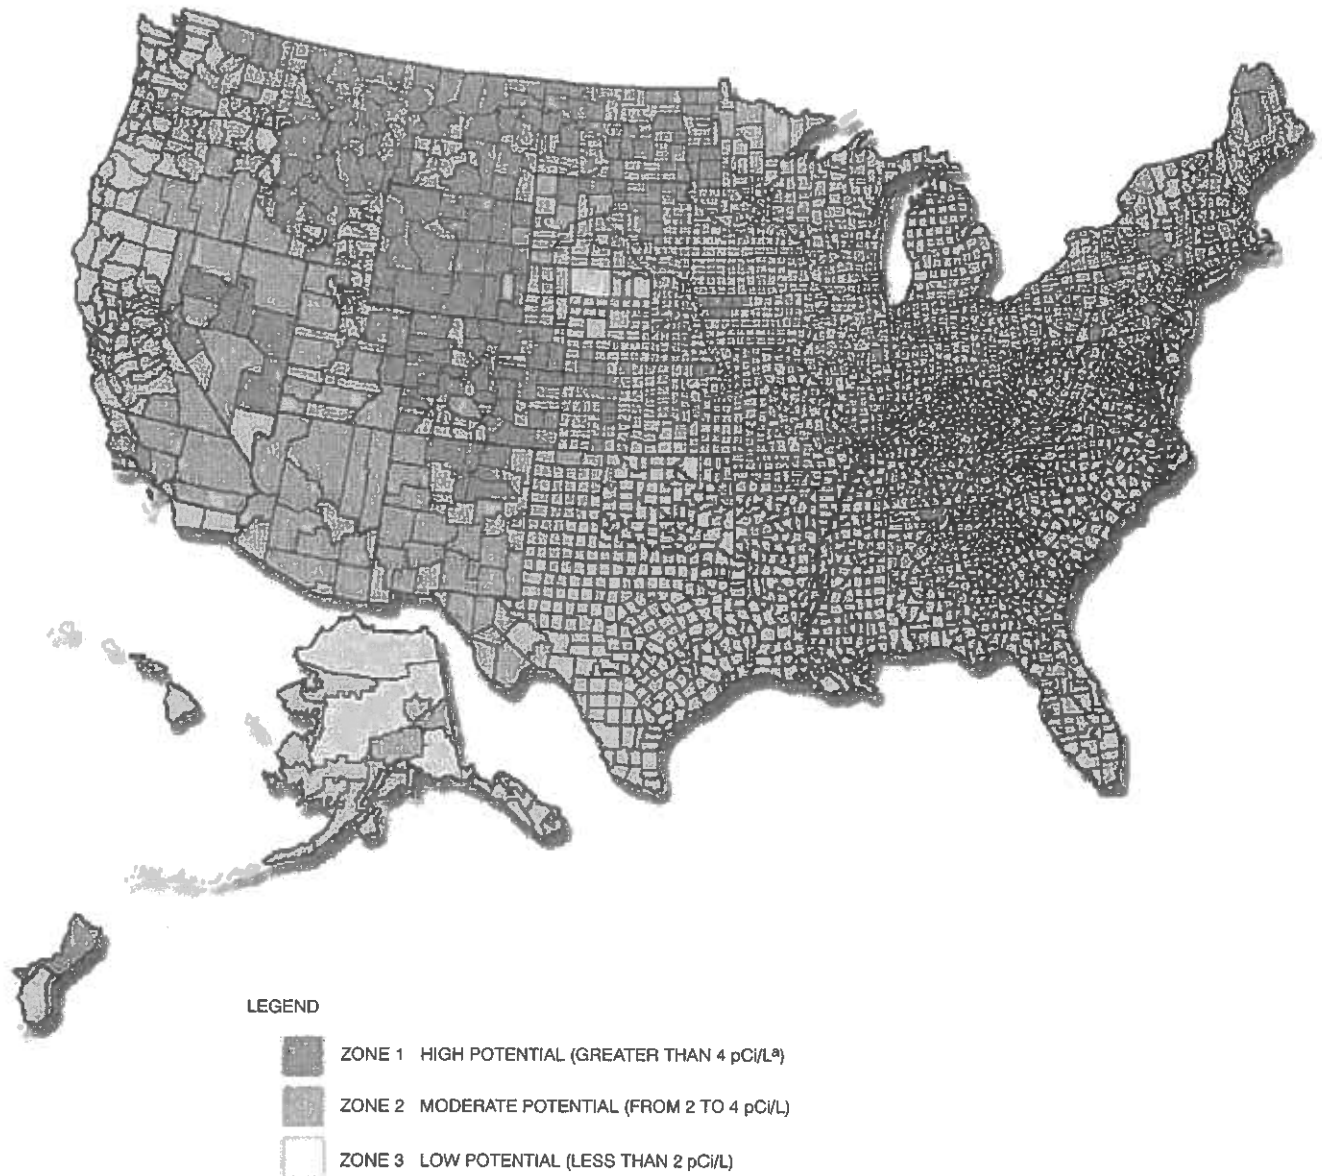 LEGEND
ZONE 1 HIGH POTENTIAL (GREATER THAN 4 pCi/Lª)
ZONE 2 MODERATE POTENTIAL (FROM 2 TO 4 pCi/L)
ZONE 3 LOW POTENTIAL (LESS THAN 2 pCi/L)